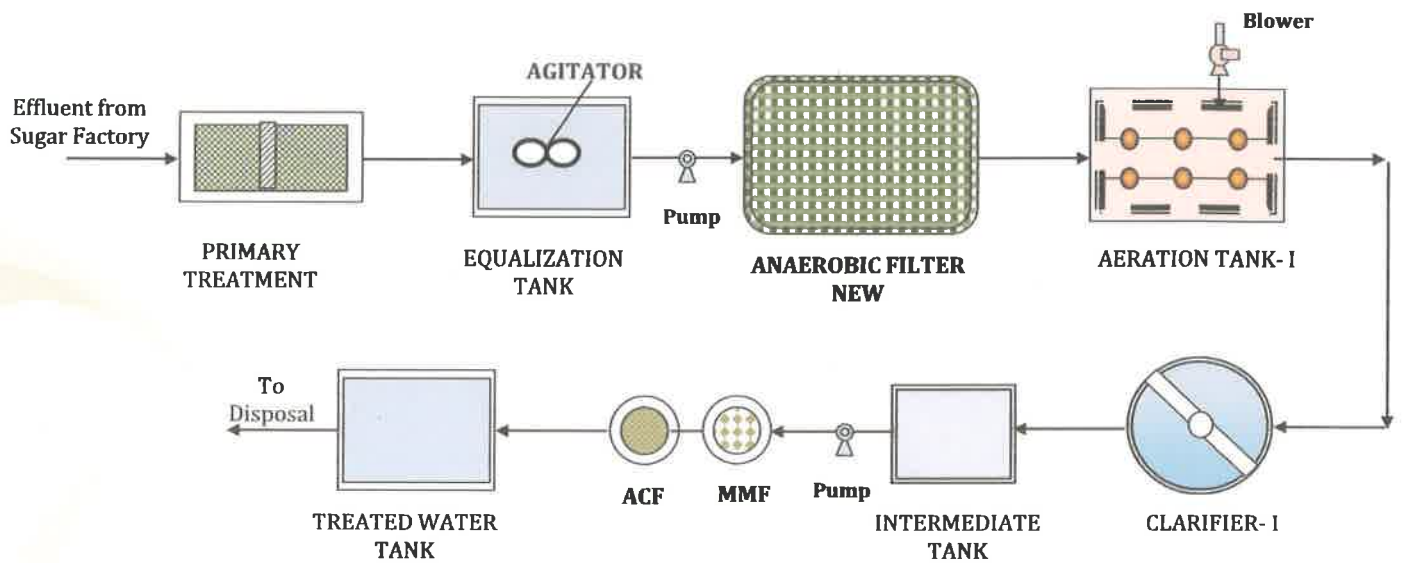 Blower
AGITATOR
Effluent from
Sugar Factory
Pump
PRIMARY
TREATMENT
EQUALIZATION
TANK
ANAEROBIC FILTER
NEW
AERATION TANK- I
To
Disposal
ACF
MMF
Pump
TREATED WATER
TANK
INTERMEDIATE
TANK
CLARIFIER- I